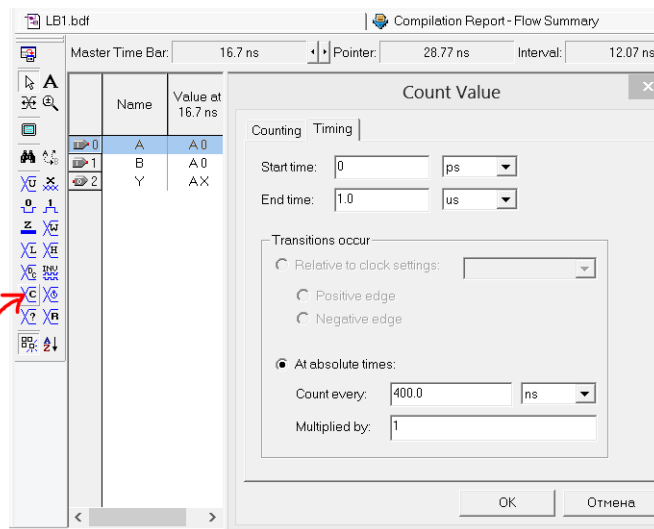 LB1.bdf
Compilation Report - Flow Summary
Master Time Bar: 16.7 ns Pointer: 28.77 ns Interval: 12.07 ns
Name
Value at
16.7 ns
0 A A 0
1 B A 0
2 Y A X
Count Value
Counting Timing
Start time: 0 ps
End time: 1.0 us
Transitions occur
Relative to clock settings:
Positive edge
Negative edge
At absolute times:
Count every: 400.0 ns
Multiplied by: 1
OK Отмена